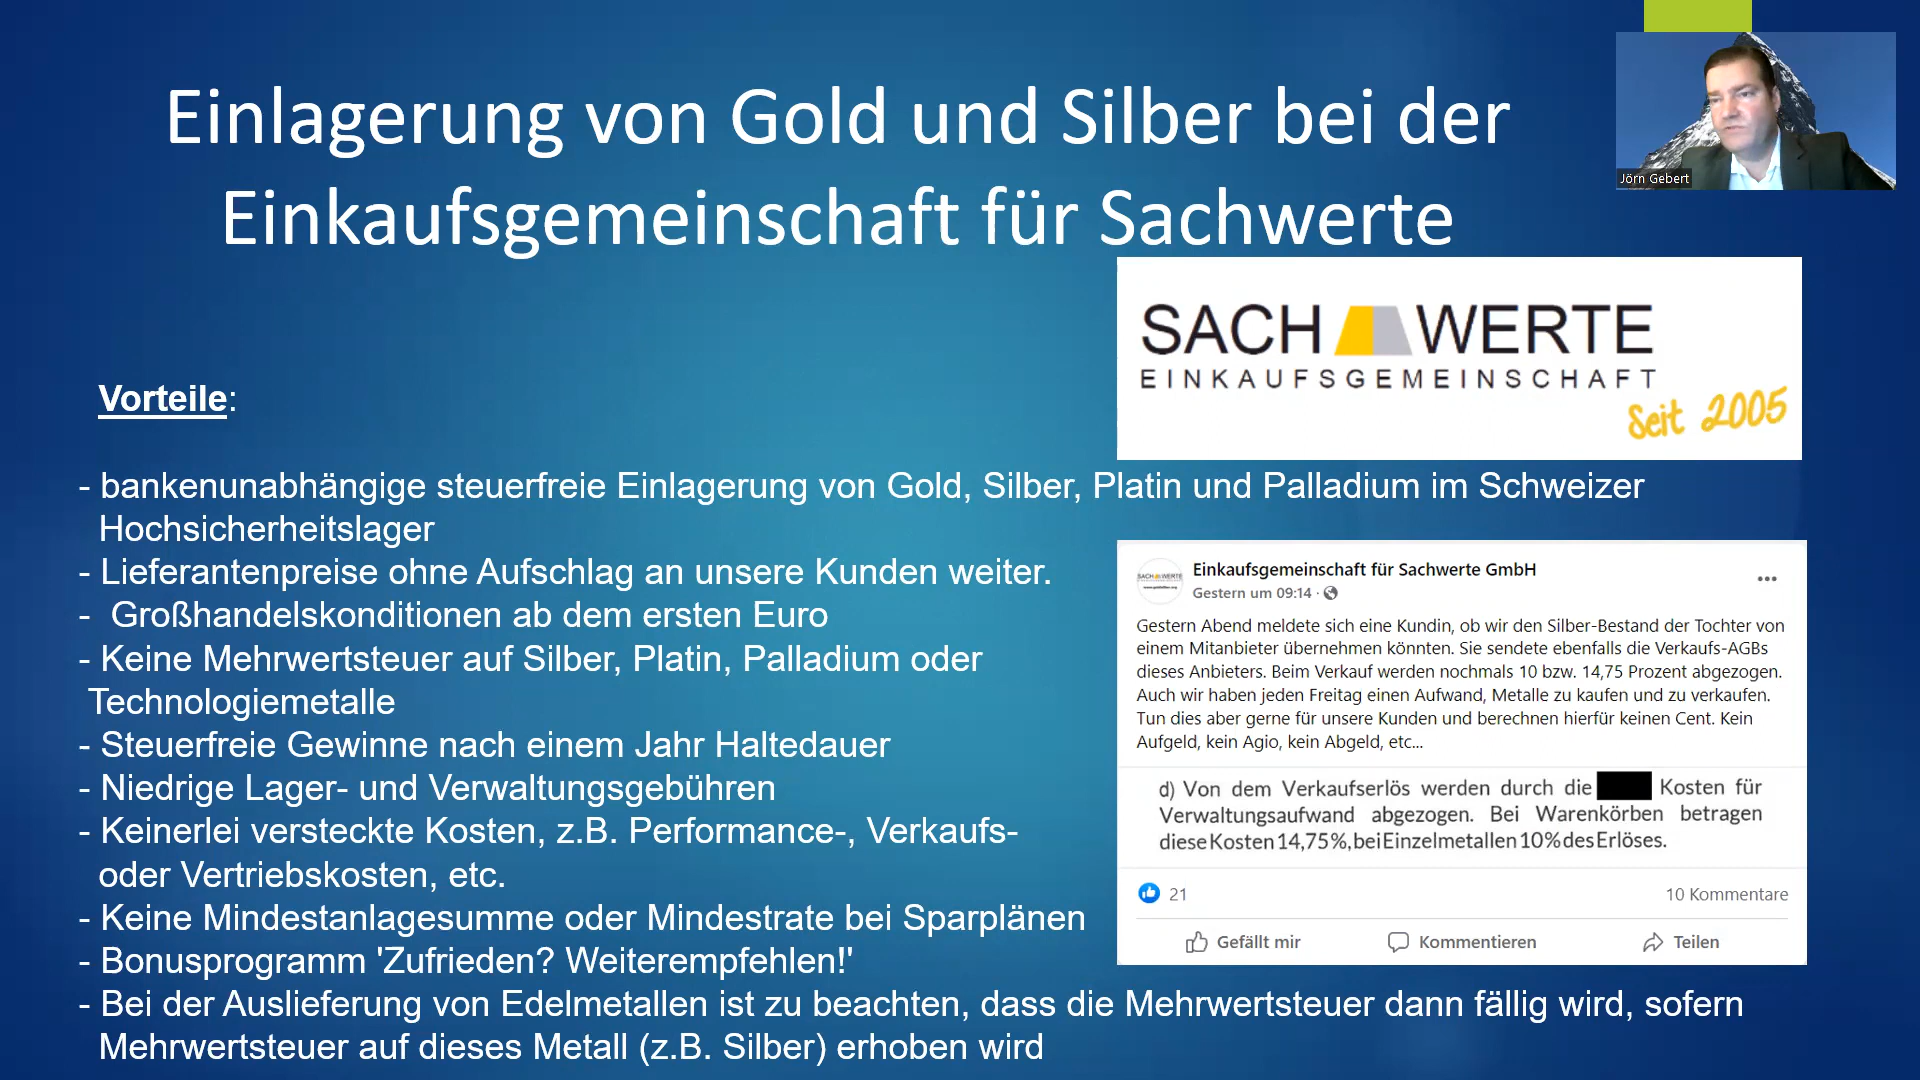 Einlagerung von Gold und Silber bei der
Einkaufsgemeinschaft für Sachwerte
Jörn Gebert
SACH WERTE
EINKAUFSGEMEINSCHAFT
Seit 2005
Vorteile:
- bankenunabhängige steuerfreie Einlagerung von Gold, Silber, Platin und Palladium im Schweizer
Hochsicherheitslager
- Lieferantenpreise ohne Aufschlag an unsere Kunden weiter.
- Großhandelskonditionen ab dem ersten Euro
- Keine Mehrwertsteuer auf Silber, Platin, Palladium oder
Technologiemetalle
- Steuerfreie Gewinne nach einem Jahr Haltedauer
- Niedrige Lager- und Verwaltungsgebühren
- Keinerlei versteckte Kosten, z.B. Performance-, Verkaufs-
oder Vertriebskosten, etc.
- Keine Mindestanlagesumme oder Mindestrate bei Sparplänen
- Bonusprogramm 'Zufrieden? Weiterempfehlen!'
- Bei der Auslieferung von Edelmetallen ist zu beachten, dass die Mehrwertsteuer dann fällig wird, sofern
Mehrwertsteuer auf dieses Metall (z.B. Silber) erhoben wird
SACH WERTE
Einkaufsgemeinschaft für Sachwerte GmbH
Gestern um 09:14 ·
Gestern Abend meldete sich eine Kundin, ob wir den Silber-Bestand der Tochter von
einem Mitanbieter übernehmen könnten. Sie sendete ebenfalls die Verkaufs-AGBs
dieses Anbieters. Beim Verkauf werden nochmals 10 bzw. 14,75 Prozent abgezogen.
Auch wir haben jeden Freitag einen Aufwand, Metalle zu kaufen und zu verkaufen.
Tun dies aber gerne für unsere Kunden und berechnen hierfür keinen Cent. Kein
Aufgeld, kein Agio, kein Abgeld, etc...
d) Von dem Verkaufserlös werden durch die Kosten für
Verwaltungsaufwand abgezogen. Bei Warenkörben betragen
diese Kosten 14,75%, bei Einzelmetallen 10% des Erlöses.
21
10 Kommentare
Gefällt mir
Kommentieren
Teilen